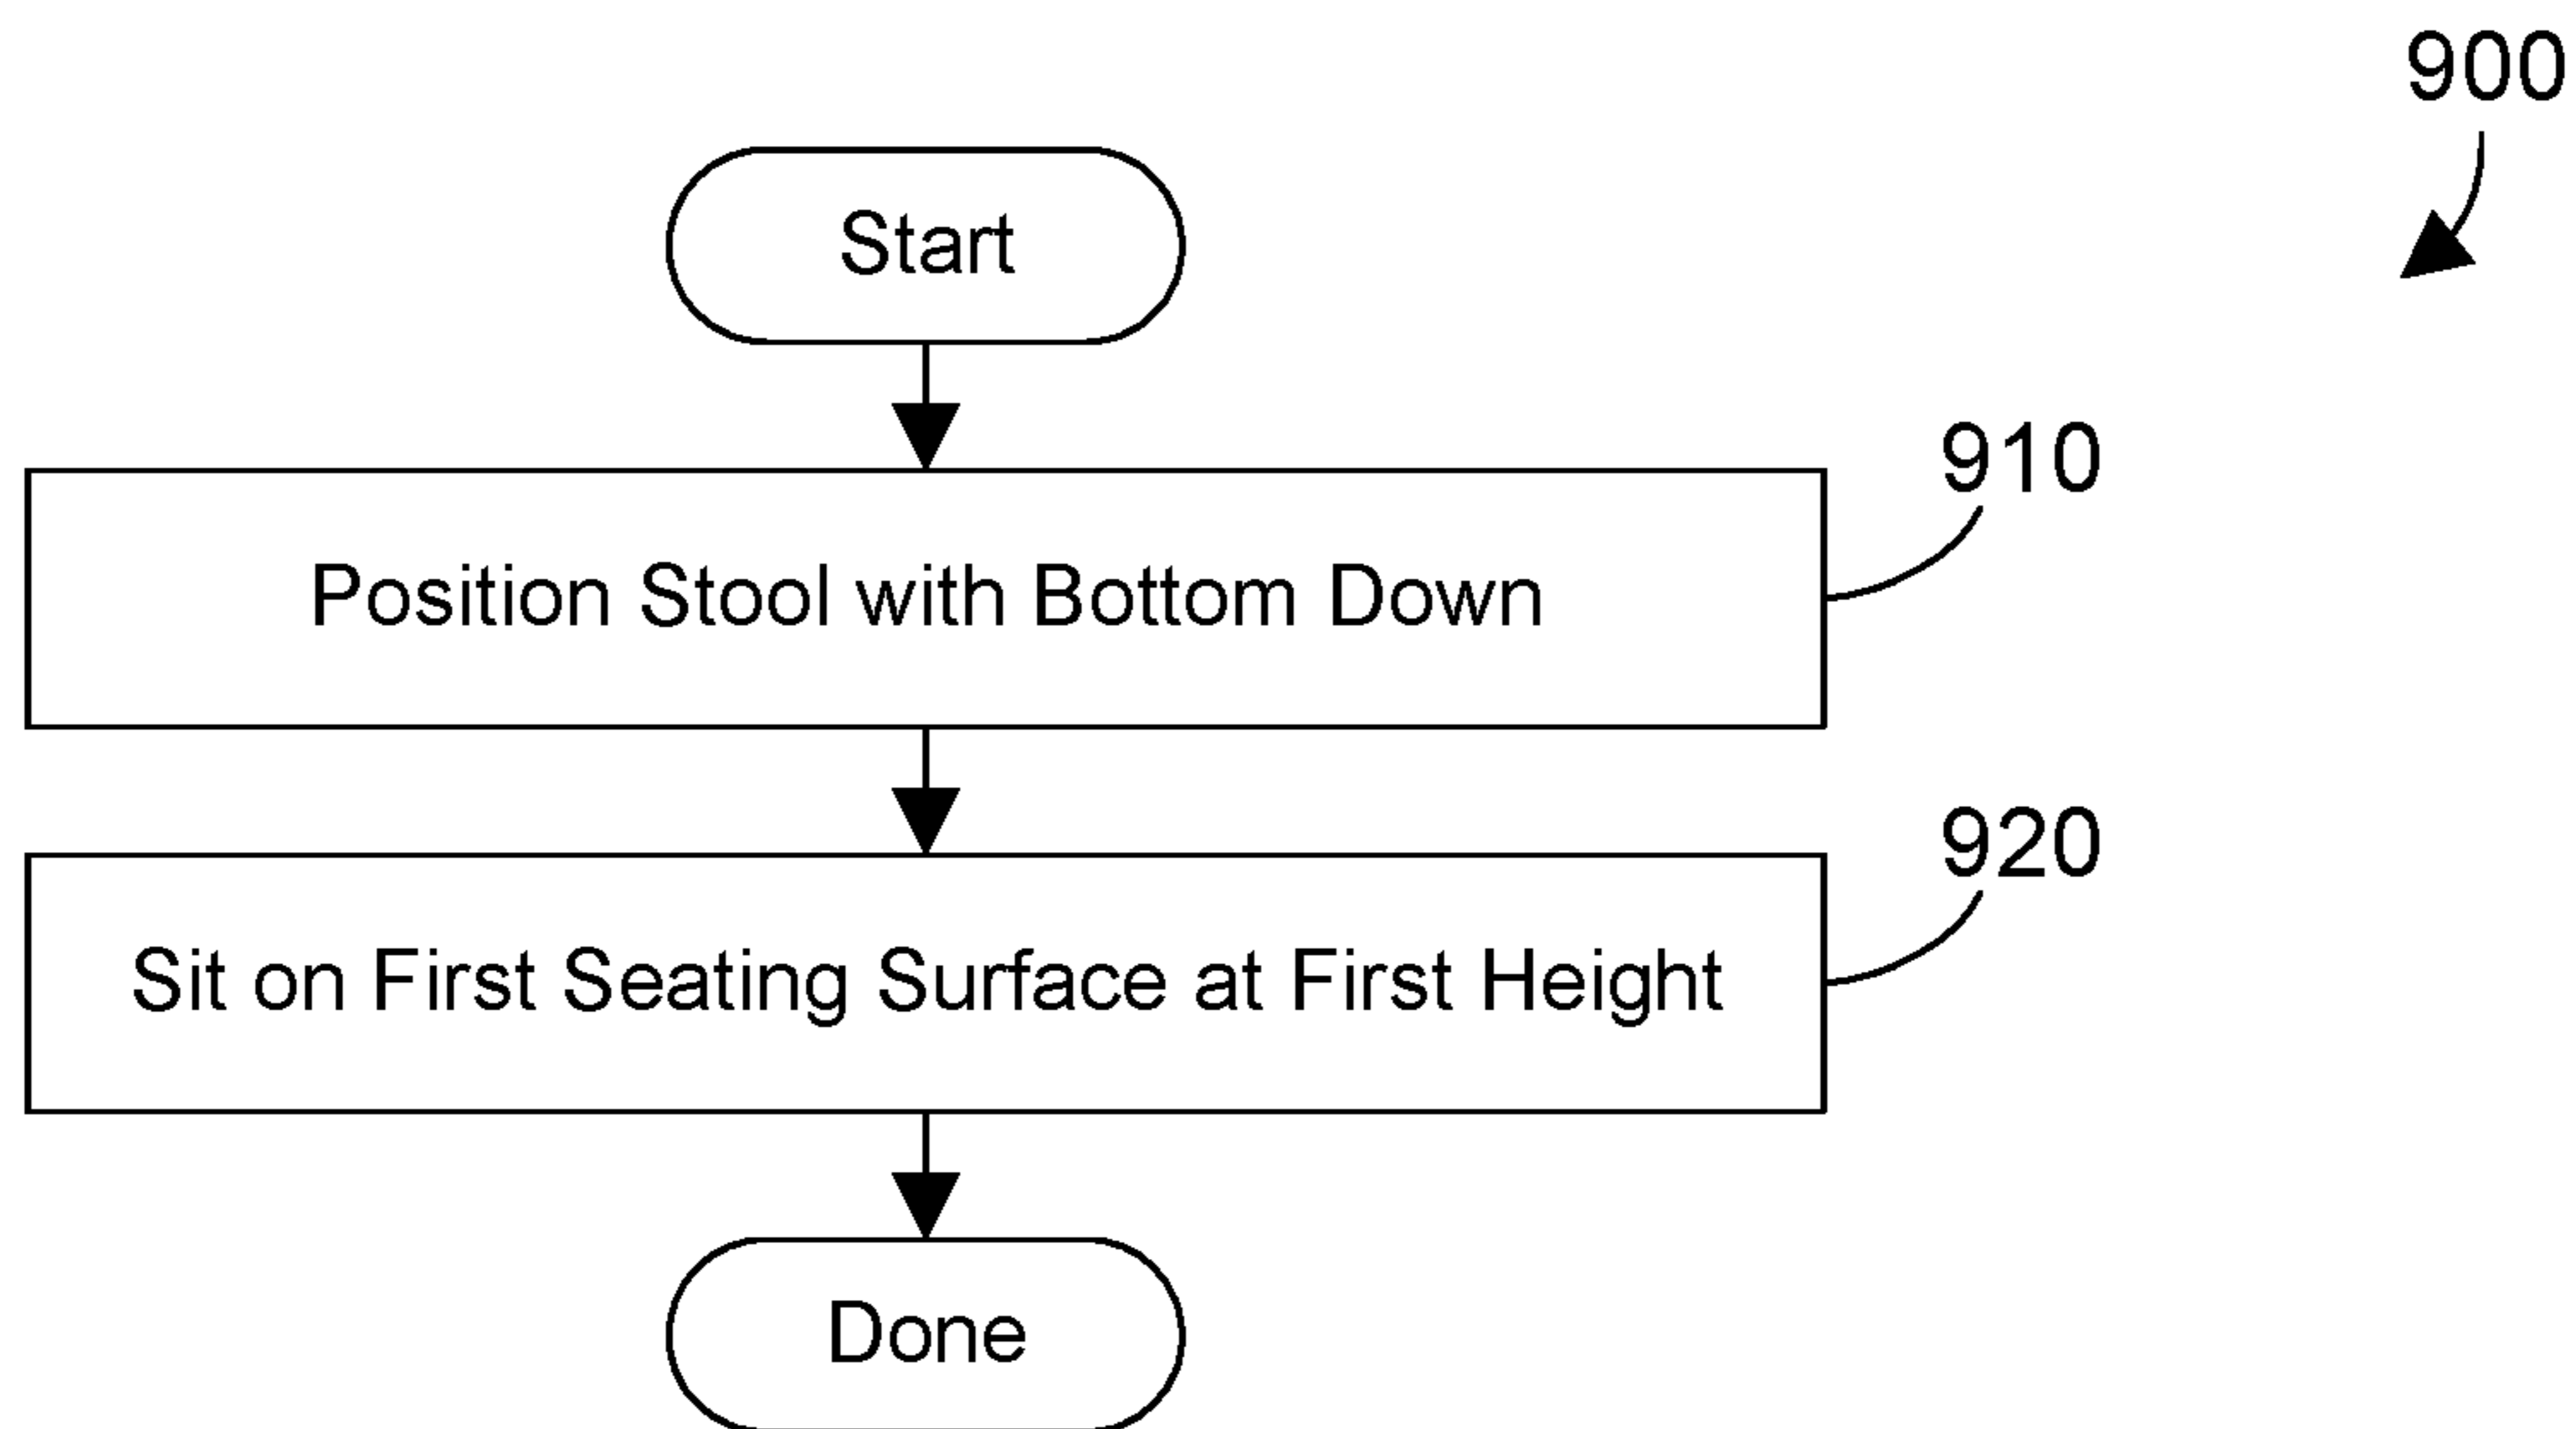 900
Start
910
Position Stool with Bottom Down
920
Sit on First Seating Surface at First Height
Done